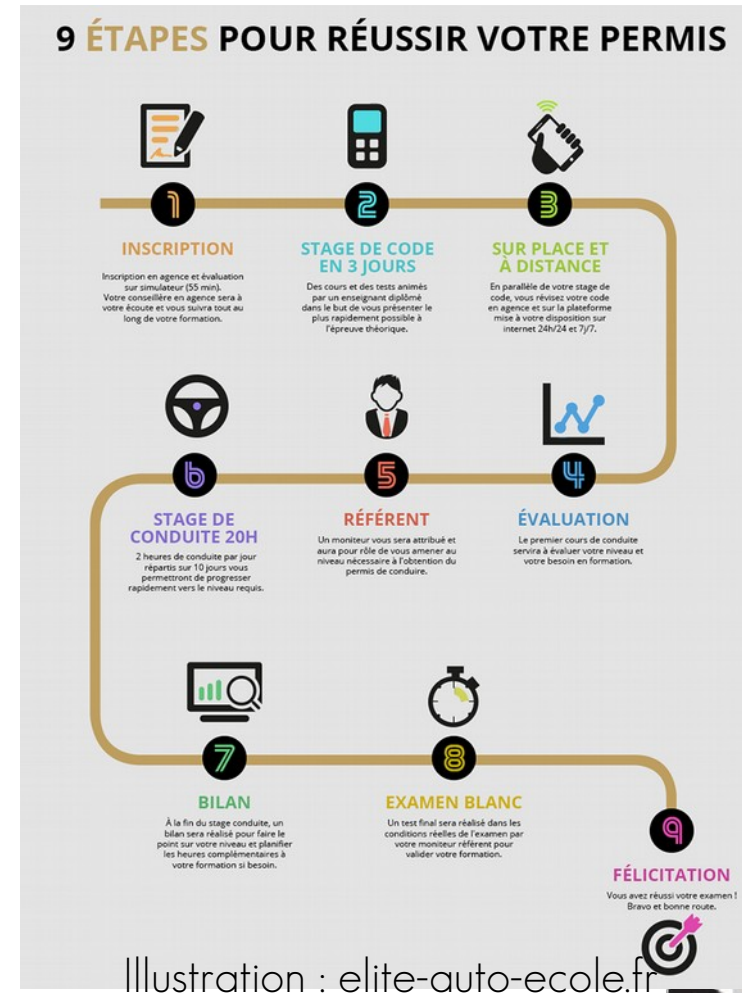 9 ÉTAPES POUR RÉUSSIR VOTRE PERMIS
1
INSCRIPTION
Inscription en agence et évaluation
sur simulateur (55 min).
Votre conseillère en agence sera à
votre écoute et vous suivra tout au
long de votre formation.
2
STAGE DE CODE
EN 3 JOURS
Des cours et des tests animés
par un enseignant diplômé
dans le but de vous présenter le
plus rapidement possible à
l'épreuve théorique.
3
SUR PLACE ET
À DISTANCE
En parallèle de votre stage de
code, vous révisez votre code
en agence et sur la plateforme
mise à votre disposition sur
internet 24h/24 et 7j/7.
4
ÉVALUATION
Le premier cours de conduite
servira à évaluer votre niveau et
votre besoin en formation.
5
RÉFÉRENT
Un moniteur vous sera attribué et
aura pour rôle de vous amener au
niveau nécessaire à l'obtention du
permis de conduire.
6
STAGE DE
CONDUITE 20H
2 heures de conduite par jour
répartis sur 10 jours vous
permettront de progresser
rapidement vers le niveau requis.
7
BILAN
À la fin du stage conduite, un
bilan sera réalisé pour faire le
point sur votre niveau et planifier
les heures complémentaires à
votre formation si besoin.
8
EXAMEN BLANC
Un test final sera réalisé dans les
conditions réelles de l'examen par
votre moniteur référent pour
valider votre formation.
9
FÉLICITATION
Vous avez réussi votre examen !
Bravo et bonne route.
Illustration : elite-auto-ecole.fr